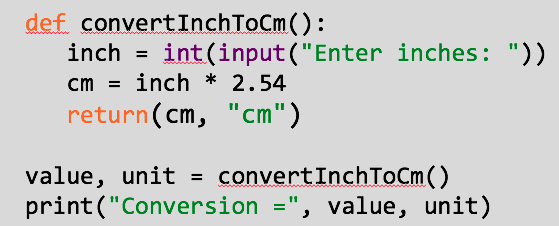 def convertInchToCm():
    inch = int(input("Enter inches: "))
    cm = inch * 2.54
    return(cm, "cm")

value, unit = convertInchToCm()
print("Conversion =", value, unit)